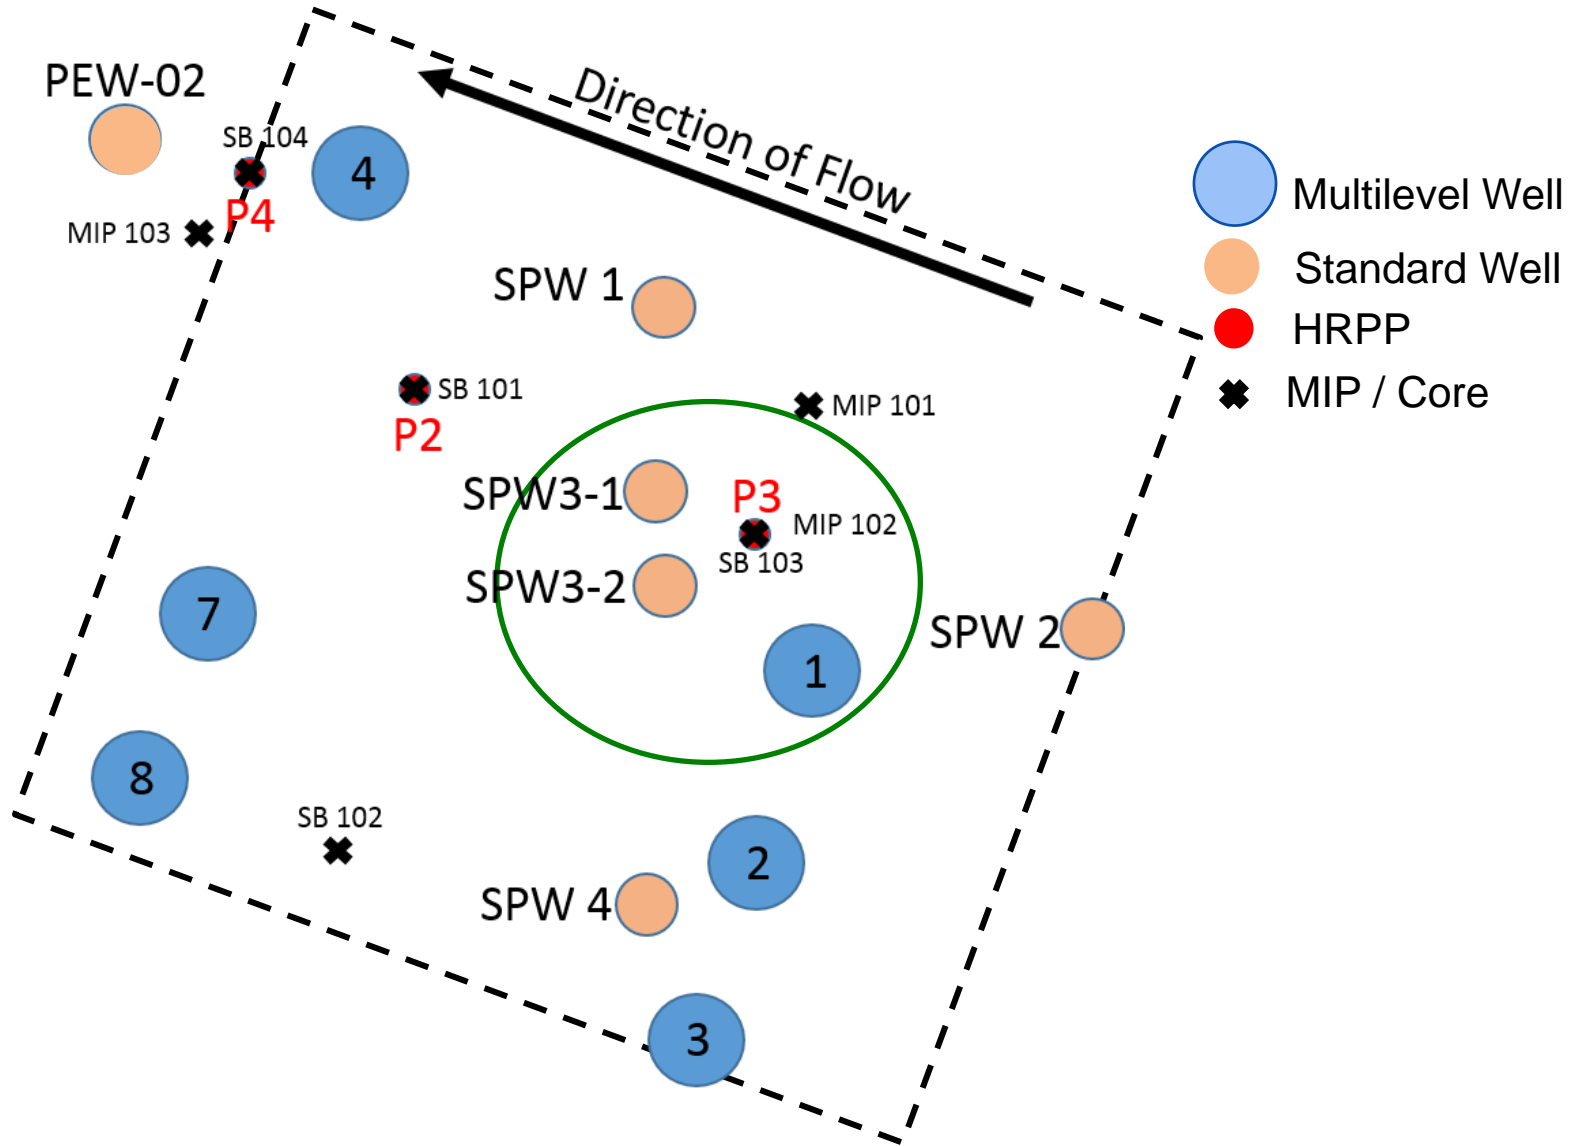 Direction of Flow
PEW-02
SB 104
4
P4
MIP 103
Multilevel Well
Standard Well
HRPP
MIP / Core
SPW 1
SB 101
P2
MIP 101
SPW3-1
P3
MIP 102
SB 103
SPW3-2
7
SPW 2
1
8
SB 102
2
SPW 4
3